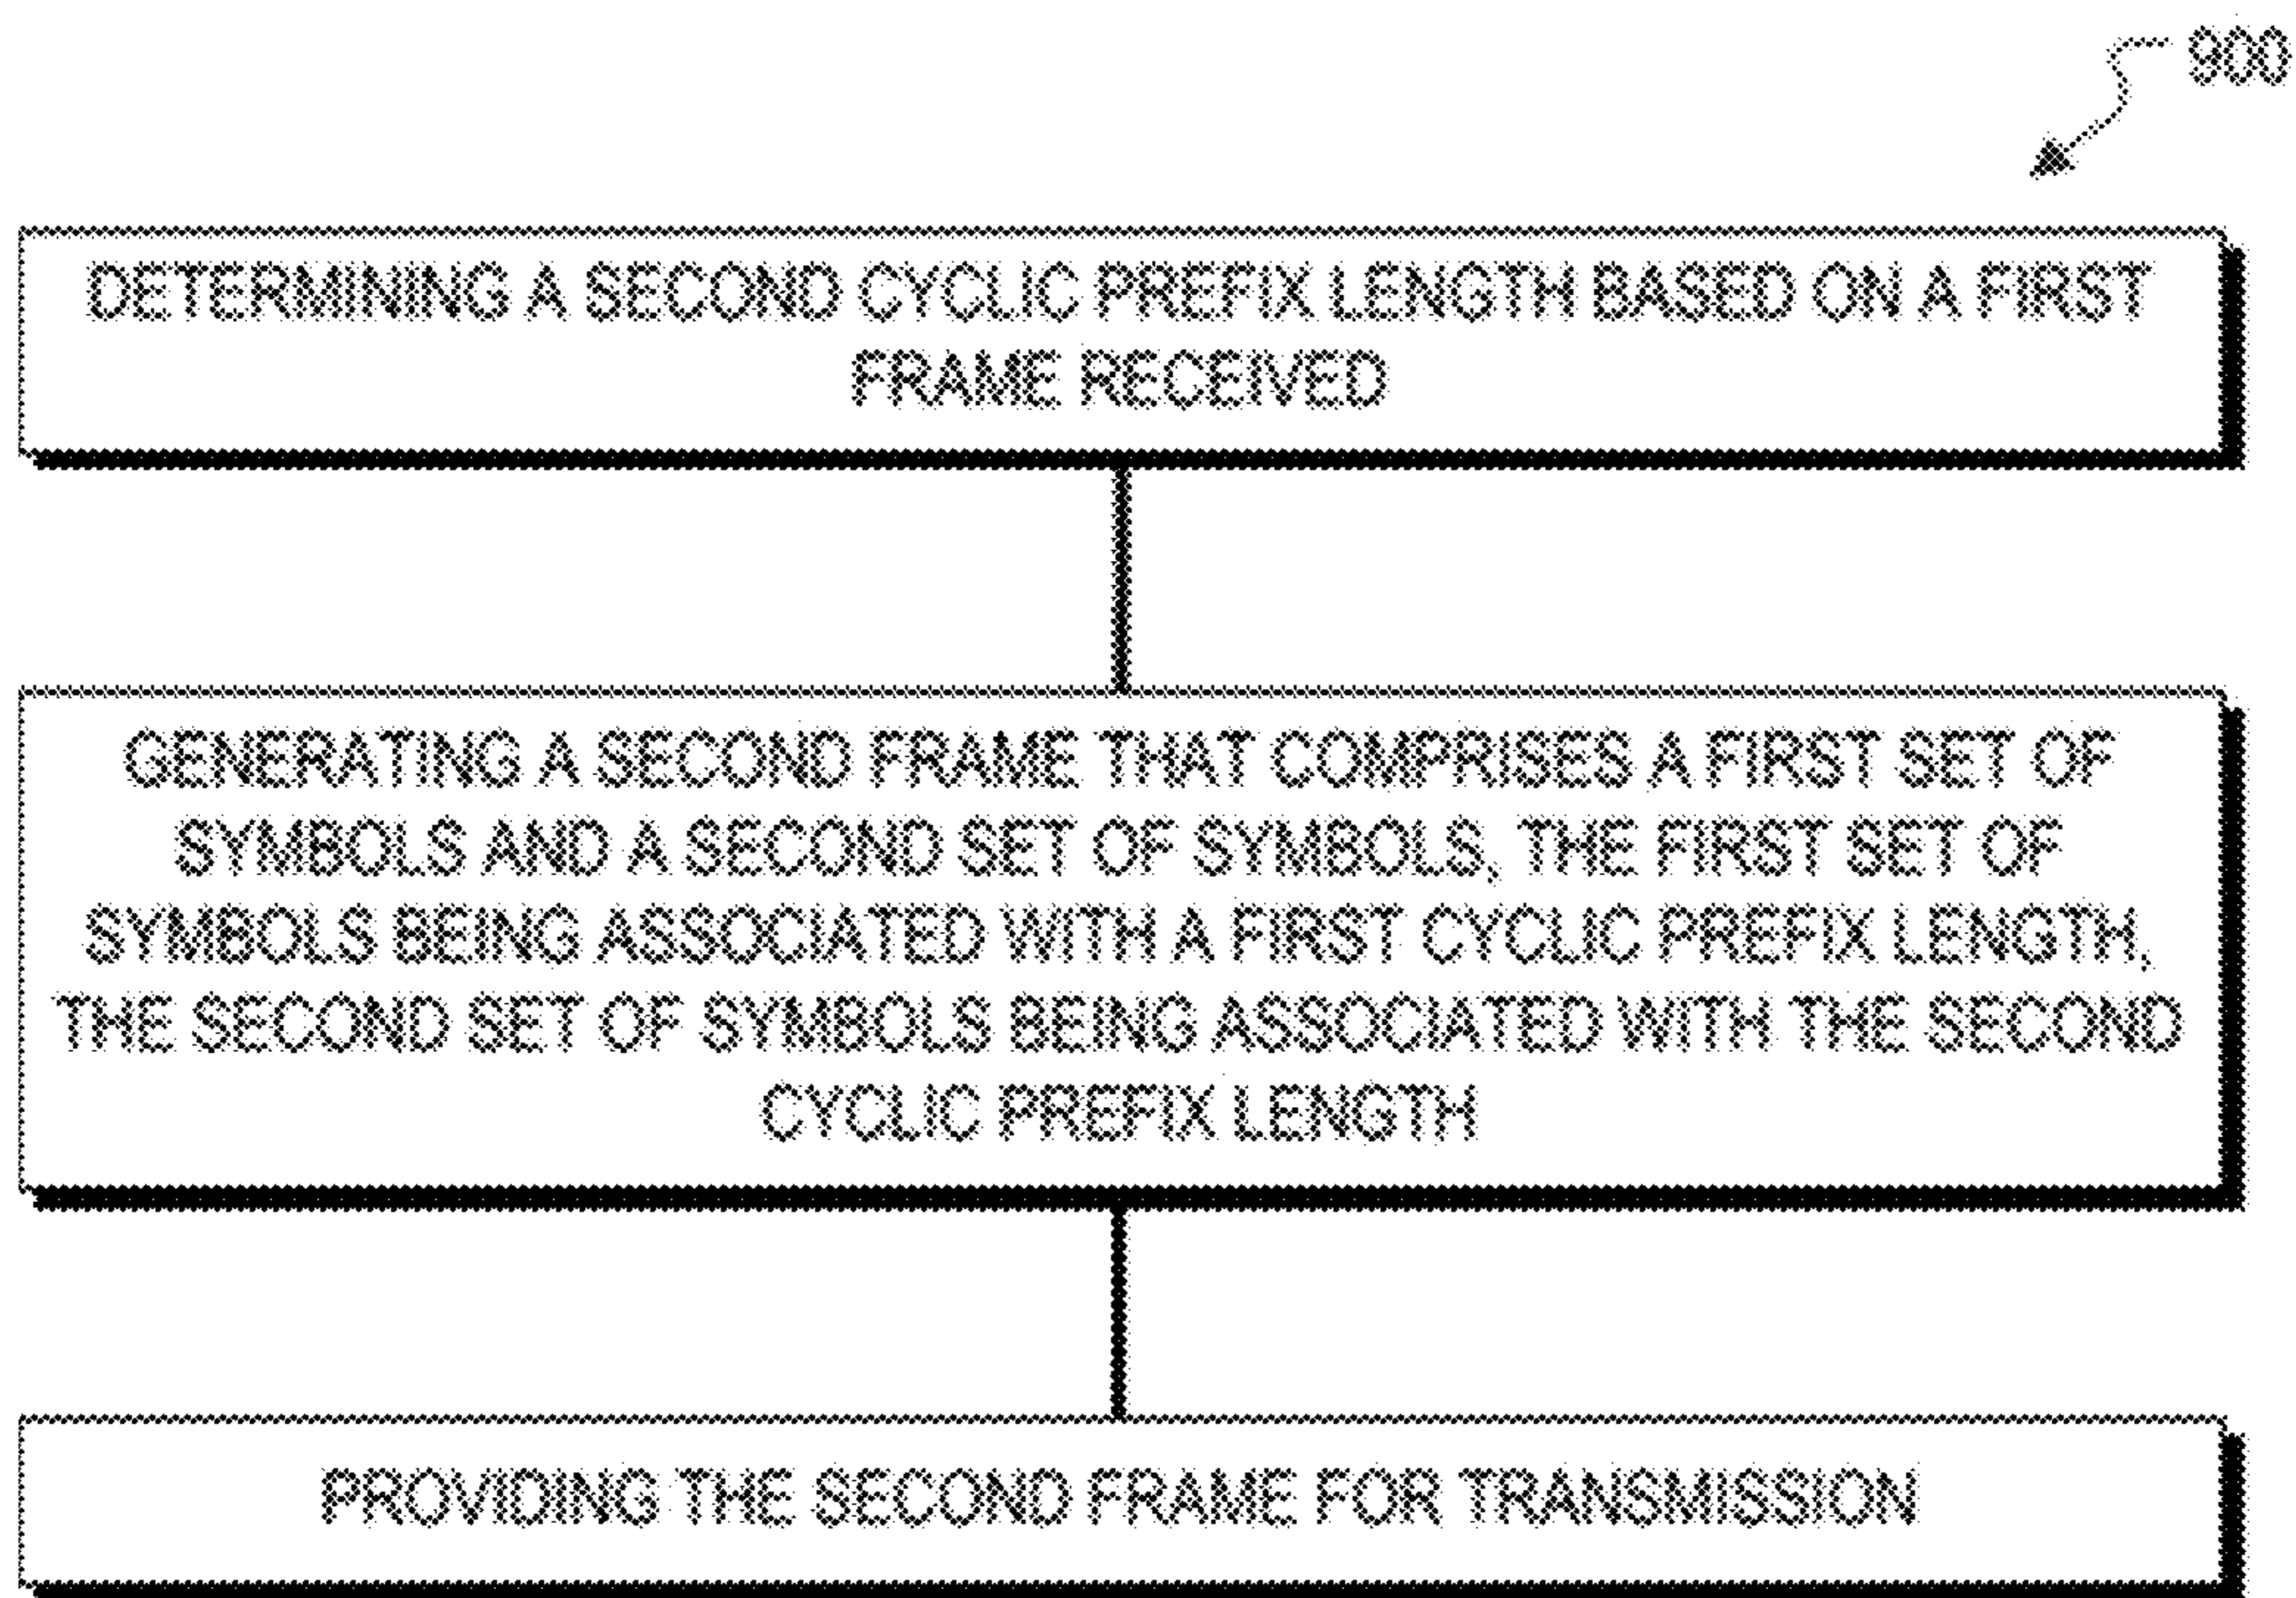 900
DETERMINING A SECOND CYCLIC PREFIX LENGTH BASED ON A FIRST
FRAME RECEIVED
GENERATING A SECOND FRAME THAT COMPRISES A FIRST SET OF
SYMBOLS AND A SECOND SET OF SYMBOLS, THE FIRST SET OF
SYMBOLS BEING ASSOCIATED WITH A FIRST CYCLIC PREFIX LENGTH,
THE SECOND SET OF SYMBOLS BEING ASSOCIATED WITH THE SECOND
CYCLIC PREFIX LENGTH
PROVIDING THE SECOND FRAME FOR TRANSMISSION